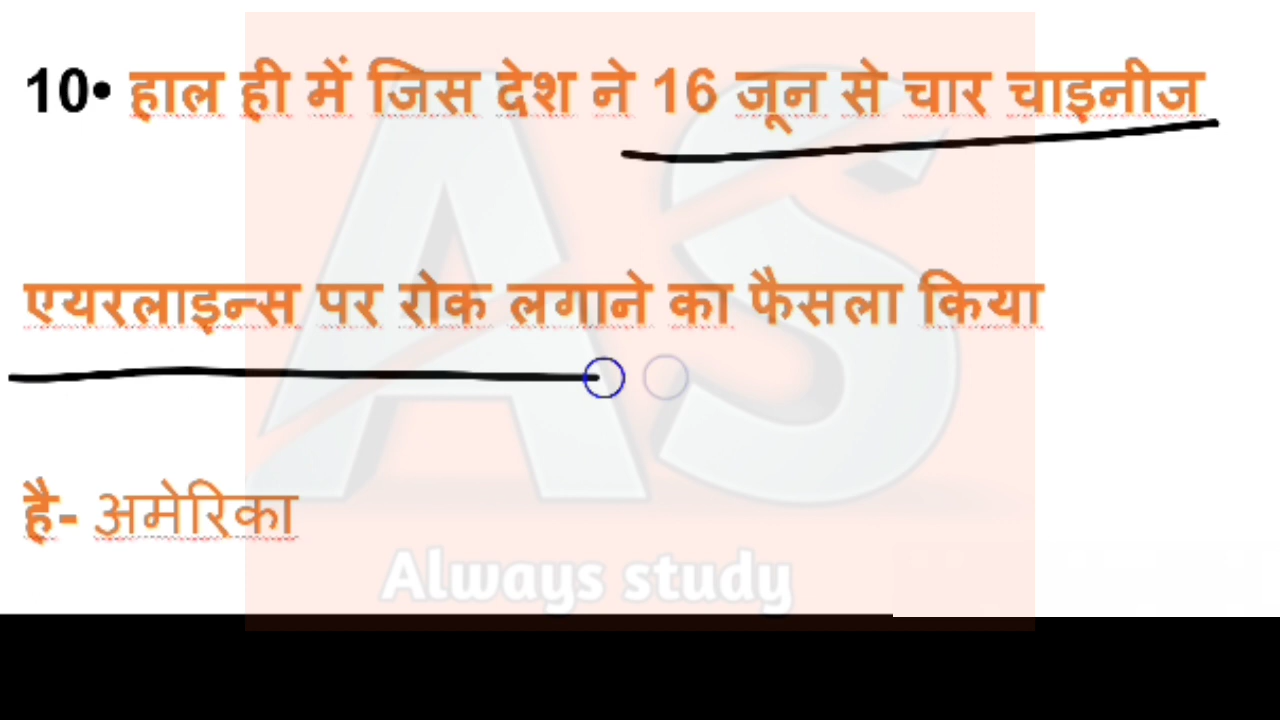 10• हाल ही में जिस देश ने 16 जून से चार चाइनीज
एयरलाइन्स पर रोक लगाने का फैसला किया
है- अमेरिका
AS
Always study